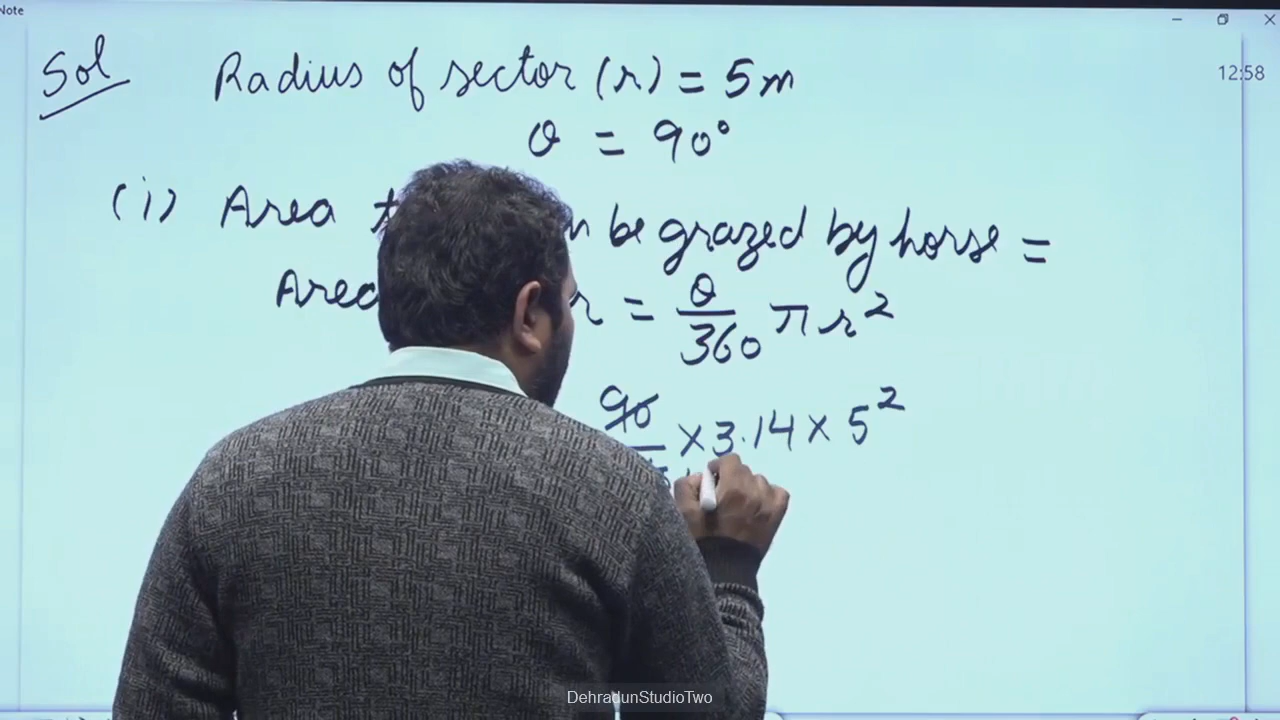 Note
12:58
Sol Radius of sector (r) = 5m
θ = 90°
(i) Area be grazed by horse =
= θ/360 πr²
90 × 3.14 × 5²
DehradunStudioTwo